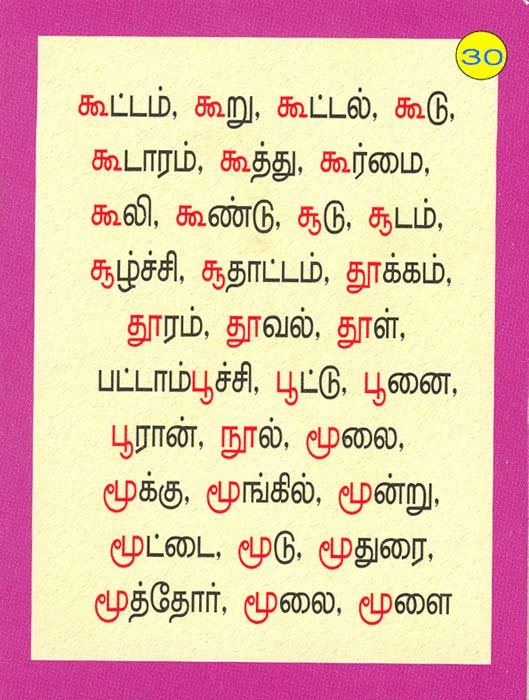 30
கூட்டம், கூறு, கூட்டல், கூடு,
கூடாரம், கூத்து, கூர்மை,
கூலி, கூண்டு, சூடு, சூடம்,
சூழ்ச்சி, சூதாட்டம், தூக்கம்,
தூரம், தூவல், தூள்,
பட்டாம்பூச்சி, பூட்டு, பூனை,
பூரான், நூல், மூலை,
மூக்கு, மூங்கில், மூன்று,
மூட்டை, மூடு, மூதுரை,
மூத்தோர், மூலை, மூளை